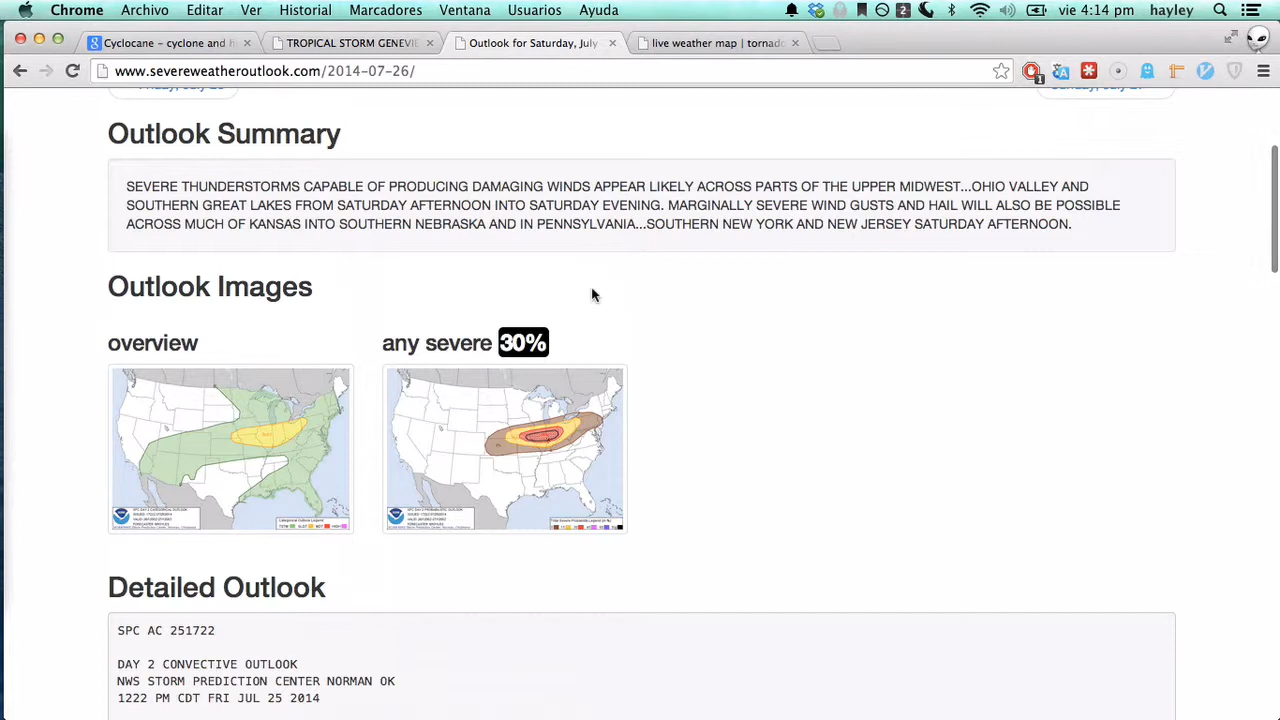 Chrome Archivo Editar Ver Historial Marcadores Ventana Usuarios Ayuda 2 vie 4:14 pm hayley
Cyclocane - cyclone and h
TROPICAL STORM GENEVIE
Outlook for Saturday, July
live weather map | tornado
www.severeweatheroutlook.com/2014-07-26/
1
Outlook Summary
SEVERE THUNDERSTORMS CAPABLE OF PRODUCING DAMAGING WINDS APPEAR LIKELY ACROSS PARTS OF THE UPPER MIDWEST...OHIO VALLEY AND
SOUTHERN GREAT LAKES FROM SATURDAY AFTERNOON INTO SATURDAY EVENING. MARGINALLY SEVERE WIND GUSTS AND HAIL WILL ALSO BE POSSIBLE
ACROSS MUCH OF KANSAS INTO SOUTHERN NEBRASKA AND IN PENNSYLVANIA...SOUTHERN NEW YORK AND NEW JERSEY SATURDAY AFTERNOON.
Outlook Images
overview
any severe 30%
Detailed Outlook
SPC AC 251722
DAY 2 CONVECTIVE OUTLOOK
NWS STORM PREDICTION CENTER NORMAN OK
1222 PM CDT FRI JUL 25 2014